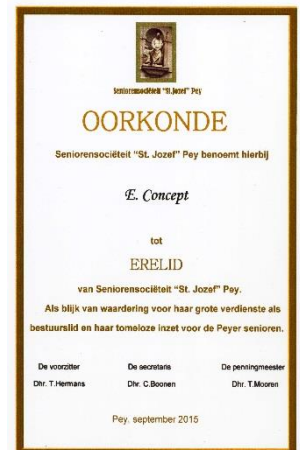 Seniorensociëteit "St. Jozef" Pey
OORKONDE
Seniorensociëteit "St. Jozef" Pey benoemt hierbij
E. Concept
tot
ERELID
van Seniorensociëteit "St. Jozef" Pey.
Als blijk van waardering voor haar grote verdienste als
bestuurslid en haar tomeloze inzet voor de Peyer senioren.
De voorzitter De secretaris De penningmeester
Dhr. T.Hermans Dhr. C.Boonen Dhr. T.Mooren
Pey, september 2015